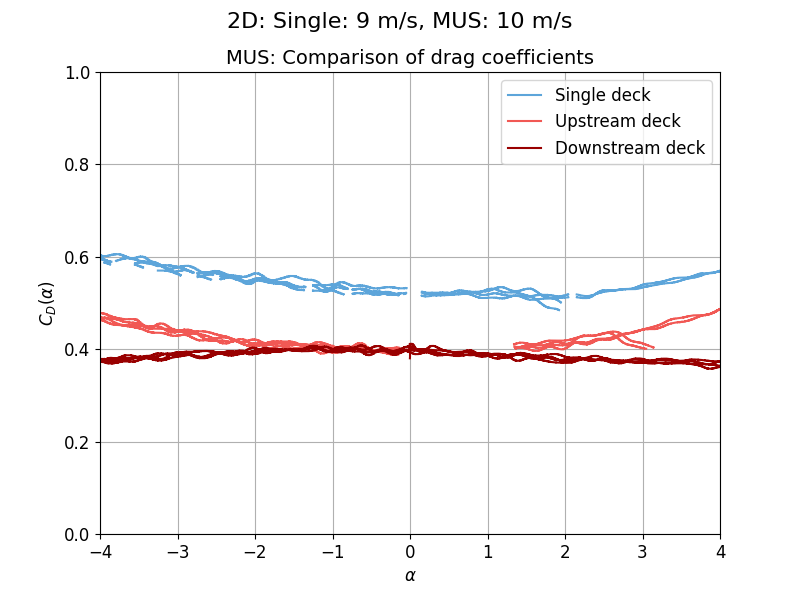 2D: Single: 9 m/s, MUS: 10 m/s
MUS: Comparison of drag coefficients
Single deck
Upstream deck
Downstream deck
1.0
0.8
0.6
0.4
0.2
0.0
C_D(α)
−4 −3 −2 −1 0 1 2 3 4
α